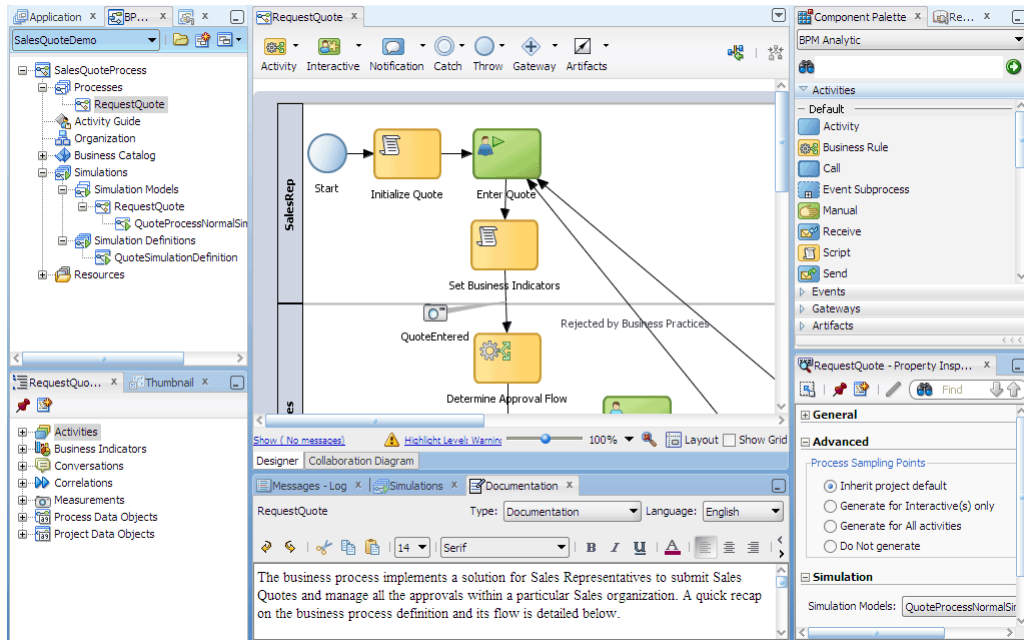 Application x
BP... x
x
SalesQuoteDemo
SalesQuoteProcess
Processes
RequestQuote
Activity Guide
Organization
Business Catalog
Simulations
Simulation Models
RequestQuote
QuoteProcessNormalSim
Simulation Definitions
QuoteSimulationDefinition
Resources
RequestQuo... x
Thumbnail x
Activities
Business Indicators
Conversations
Correlations
Measurements
Process Data Objects
Project Data Objects
RequestQuote x
Activity Interactive Notification Catch Throw Gateway Artifacts
SalesRep
Start
Initialize Quote
Enter Quote
Set Business Indicators
Rejected by Business Practices
QuoteEntered
Determine Approval Flow
es
Show ( No messages)
Highlight Level: Warning
100%
Layout
Show Grid
Designer
Collaboration Diagram
Messages - Log x
Simulations x
Documentation x
RequestQuote
Type: Documentation
Language: English
14 Serif B I U A
The business process implements a solution for Sales Representatives to submit Sales
Quotes and manage all the approvals within a particular Sales organization. A quick recap
on the business process definition and its flow is detailed below.
Component Palette x
Re... x
BPM Analytic
Activities
Default
Activity
Business Rule
Call
Event Subprocess
Manual
Receive
Script
Send
Events
Gateways
Artifacts
RequestQuote - Property Insp... x
Find
General
Advanced
Process Sampling Points
Inherit project default
Generate for Interactive(s) only
Generate for All activities
Do Not generate
Simulation
Simulation Models: QuoteProcessNormalSim